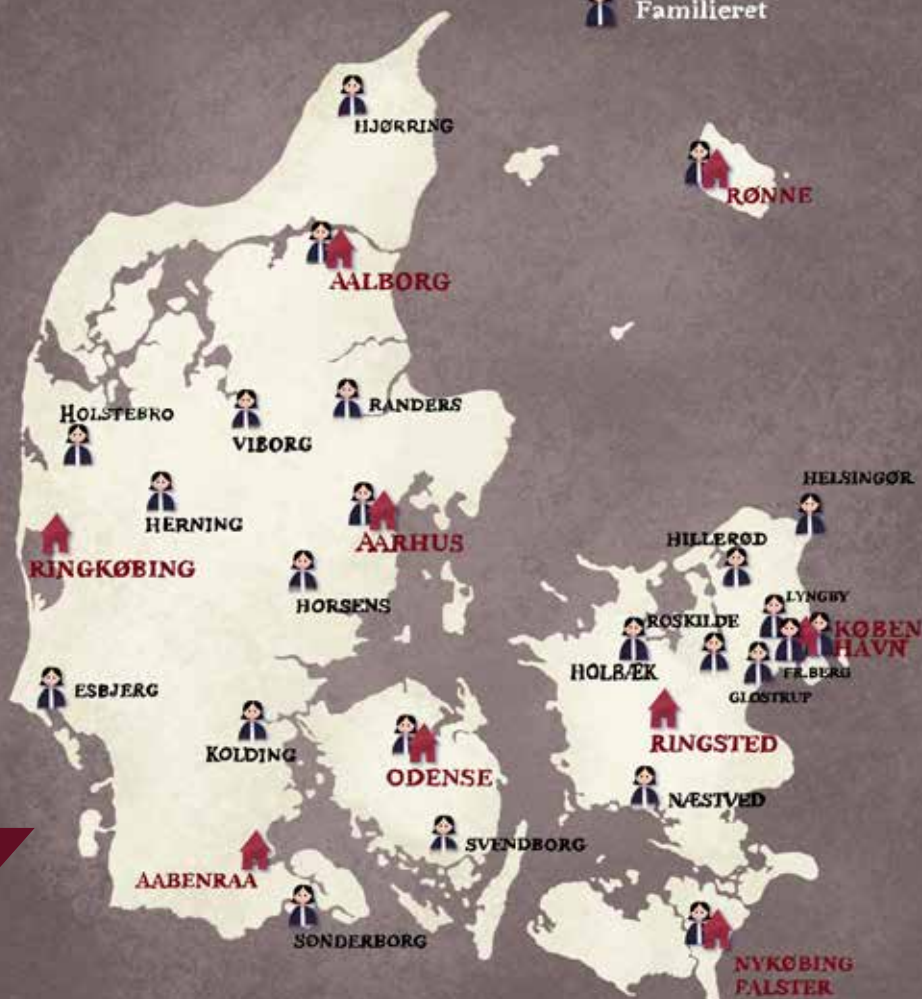 Familieret
HJØRRING
RØNNE
AALBORG
HOLSTEBRO
RANDERS
VIBORG
HELSINGØR
HERNING
HILLERØD
AARHUS
RINGKØBING
LYNGBY
HORSENS
ROSKILDE
KØBEN
HAVN
HOLBÆK
FR.BERG
ESBJERG
GLOSTRUP
KOLDING
RINGSTED
ODENSE
NÆSTVED
SVENDBORG
AABENRAA
SONDERBORG
NYKØBING
FALSTER